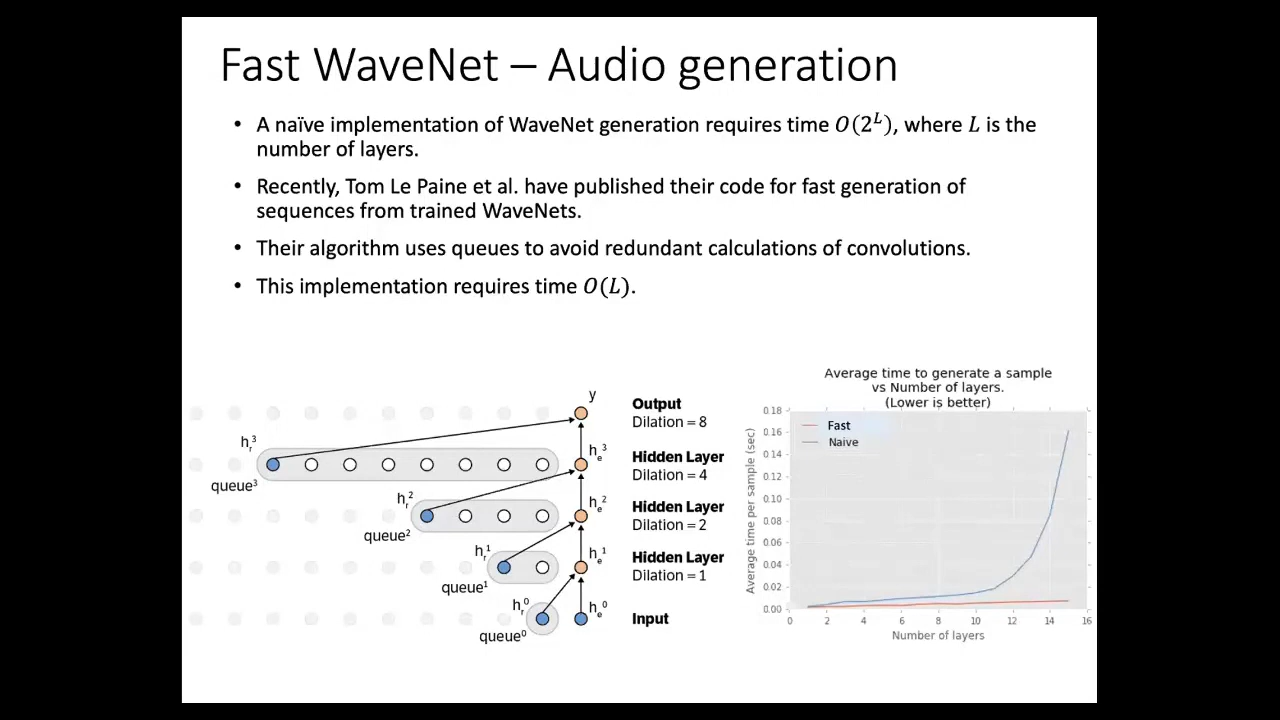 Fast WaveNet – Audio generation
• A naïve implementation of WaveNet generation requires time O(2^L), where L is the
number of layers.
• Recently, Tom Le Paine et al. have published their code for fast generation of
sequences from trained WaveNets.
• Their algorithm uses queues to avoid redundant calculations of convolutions.
• This implementation requires time O(L).
y
Output
Dilation = 8
h_r^3
h_e^3
Hidden Layer
Dilation = 4
queue^3
h_r^2
h_e^2
Hidden Layer
Dilation = 2
queue^2
h_r^1
h_e^1
Hidden Layer
Dilation = 1
queue^1
h_r^0
h_e^0
Input
queue^0
Average time to generate a sample
vs Number of layers.
(Lower is better)
Fast
Naive
Average time per sample (sec)
0.18
0.16
0.14
0.12
0.10
0.08
0.06
0.04
0.02
0.00
0 2 4 6 8 10 12 14 16
Number of layers